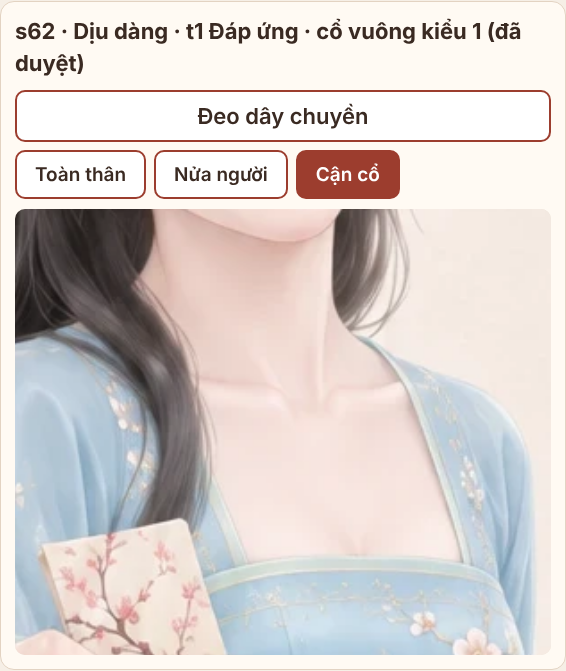 s62 · Dịu dàng · t1 Đáp ứng · cổ vuông kiểu 1 (đã
duyệt)
Đeo dây chuyền
Toàn thân
Nửa người
Cận cổ